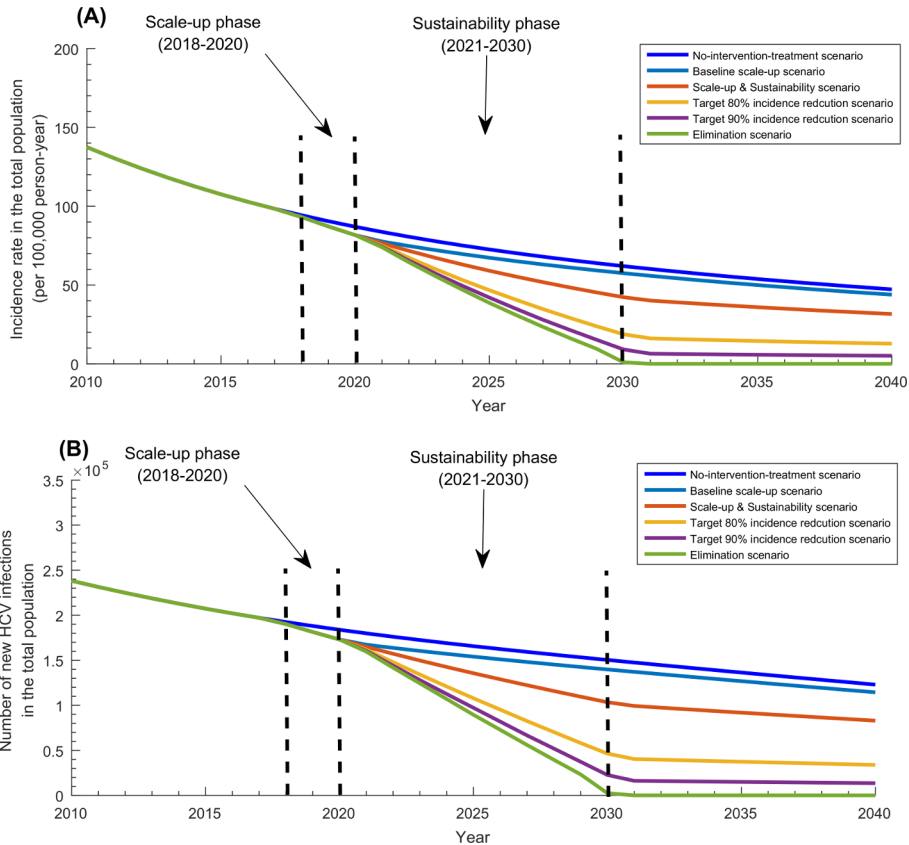 (A)
Scale-up phase
(2018-2020)
Sustainability phase
(2021-2030)
200
150
100
50
0
Incidence rate in the total population
(per 100,000 person-year)
No-intervention-treatment scenario
Baseline scale-up scenario
Scale-up & Sustainability scenario
Target 80% incidence redcution scenario
Target 90% incidence redcution scenario
Elimination scenario
2010
2015
2020
2025
2030
2035
2040
Year
(B)
Scale-up phase
(2018-2020)
Sustainability phase
(2021-2030)
×10^5
3.5
3
2.5
2
1.5
1
0.5
0
Number of new HCV infections
in the total population
No-intervention-treatment scenario
Baseline scale-up scenario
Scale-up & Sustainability scenario
Target 80% incidence redcution scenario
Target 90% incidence redcution scenario
Elimination scenario
2010
2015
2020
2025
2030
2035
2040
Year